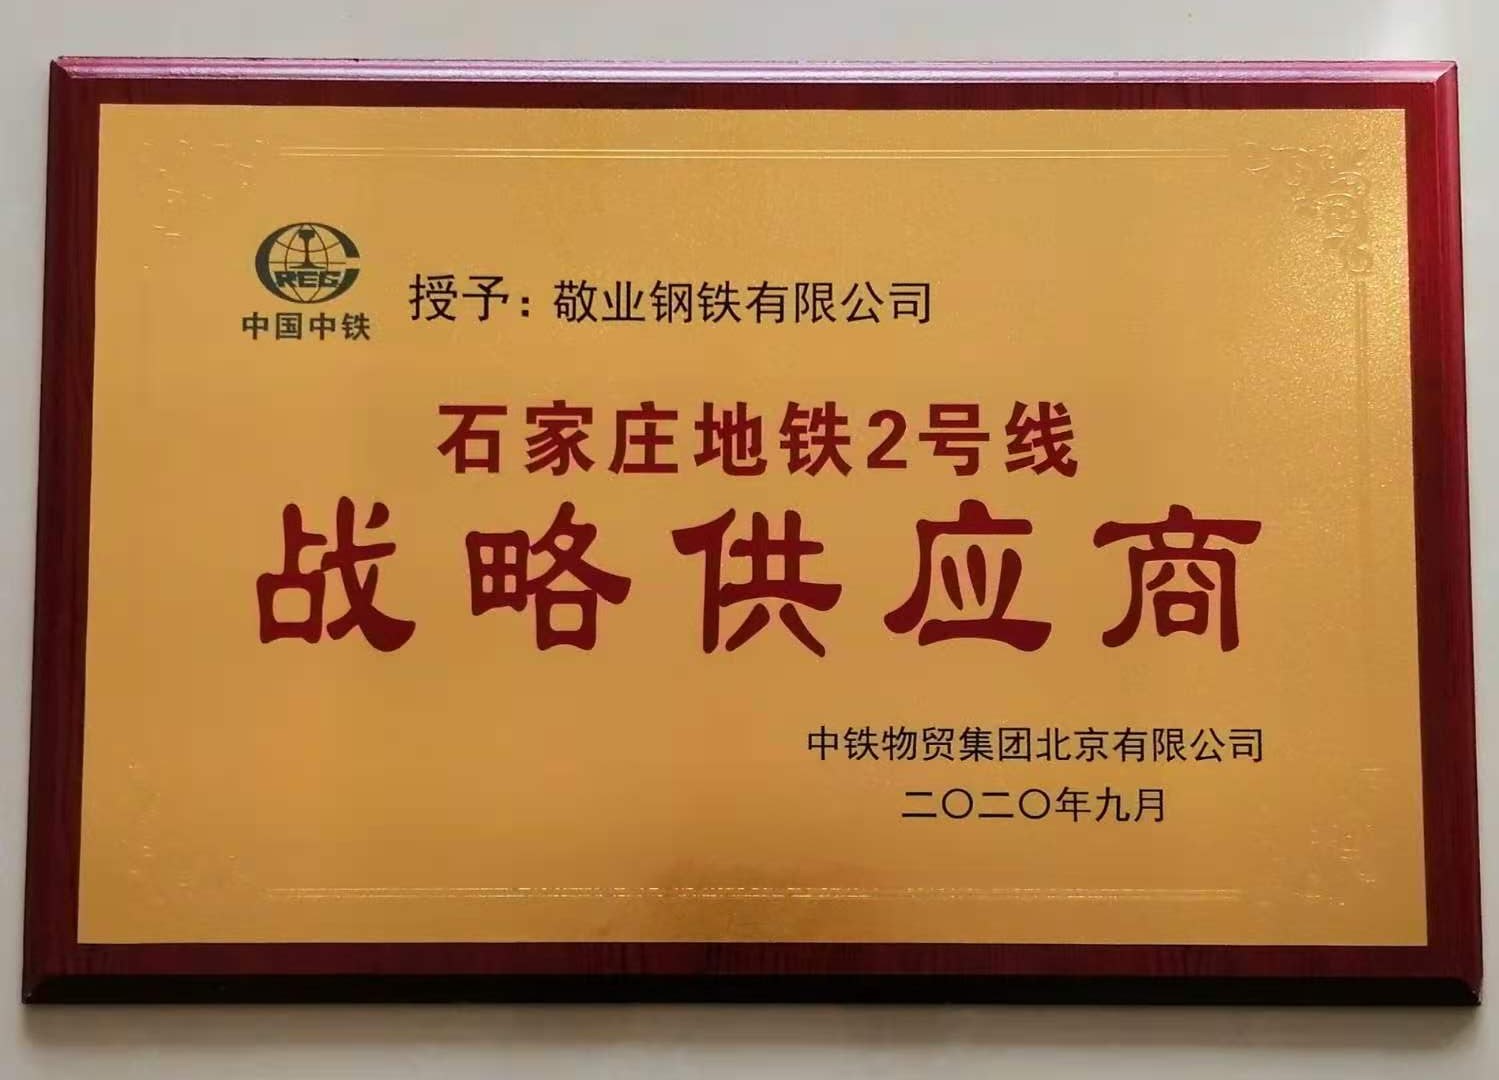 CREC
中国中铁
授予：敬业钢铁有限公司
石家庄地铁2号线
战略供应商
中铁物贸集团北京有限公司
二〇二〇年九月